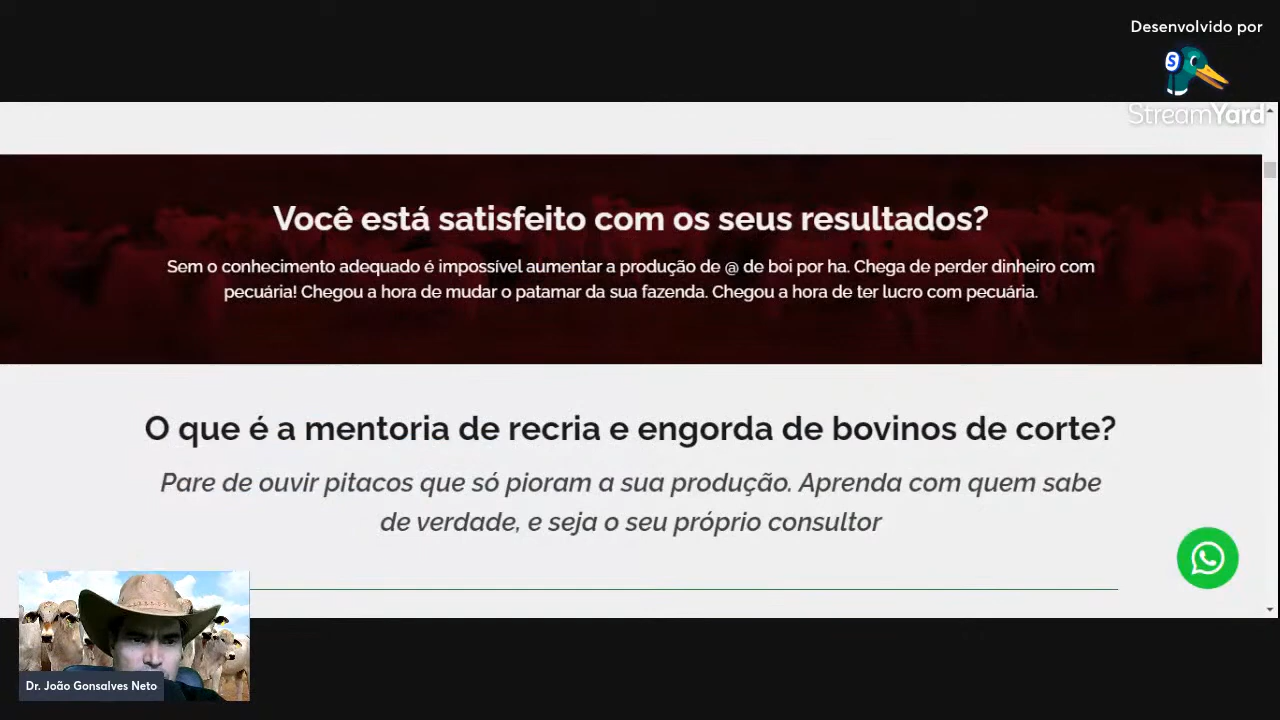 Desenvolvido por
S
StreamYard
Você está satisfeito com os seus resultados?
Sem o conhecimento adequado é impossível aumentar a produção de @ de boi por ha. Chega de perder dinheiro com
pecuária! Chegou a hora de mudar o patamar da sua fazenda. Chegou a hora de ter lucro com pecuária.
O que é a mentoria de recria e engorda de bovinos de corte?
Pare de ouvir pitacos que só pioram a sua produção. Aprenda com quem sabe
de verdade, e seja o seu próprio consultor
Dr. João Gonsalves Neto